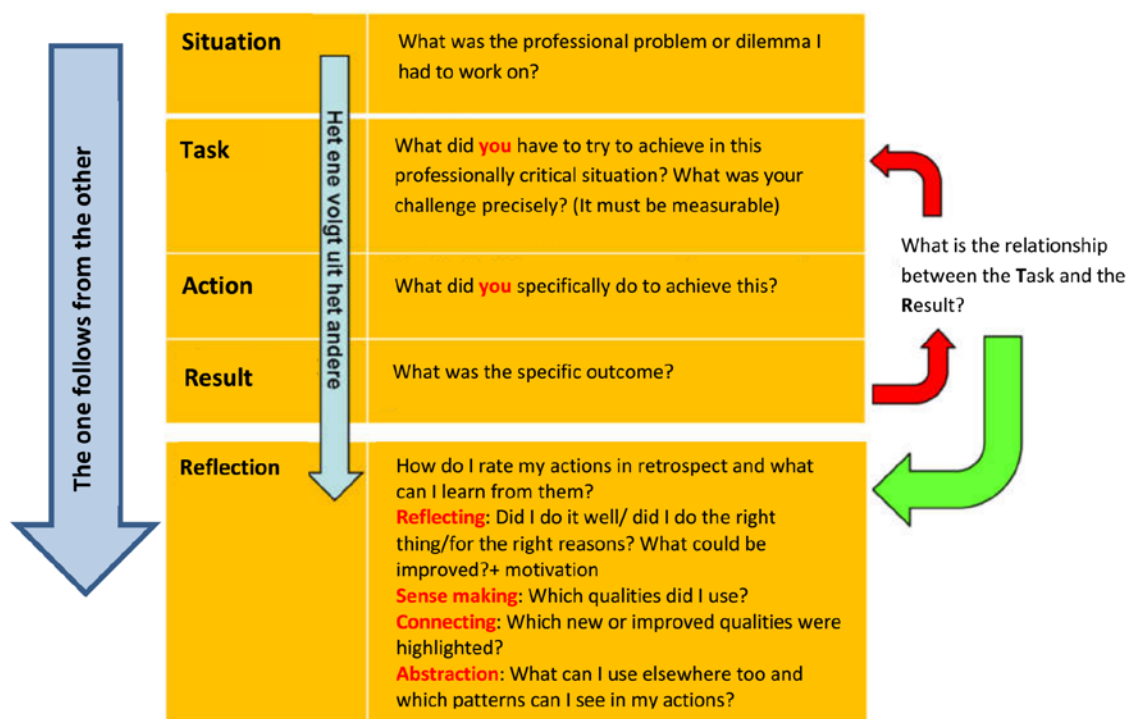 The one follows from the other
Het ene volgt uit het andere
Situation
What was the professional problem or dilemma I
had to work on?
Task
What did you have to try to achieve in this
professionally critical situation? What was your
challenge precisely? (It must be measurable)
Action
What did you specifically do to achieve this?
Result
What was the specific outcome?
What is the relationship
between the Task and the
Result?
Reflection
How do I rate my actions in retrospect and what
can I learn from them?
Reflecting: Did I do it well/ did I do the right
thing/for the right reasons? What could be
improved?+ motivation
Sense making: Which qualities did I use?
Connecting: Which new or improved qualities were
highlighted?
Abstraction: What can I use elsewhere too and
which patterns can I see in my actions?